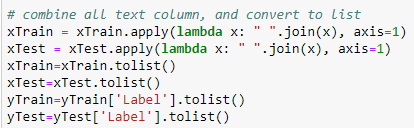 # combine all text column, and convert to list
xTrain = xTrain.apply(lambda x: " ".join(x), axis=1)
xTest = xTest.apply(lambda x: " ".join(x), axis=1)
xTrain=xTrain.tolist()
xTest=xTest.tolist()
yTrain=yTrain['Label'].tolist()
yTest=yTest['Label'].tolist()